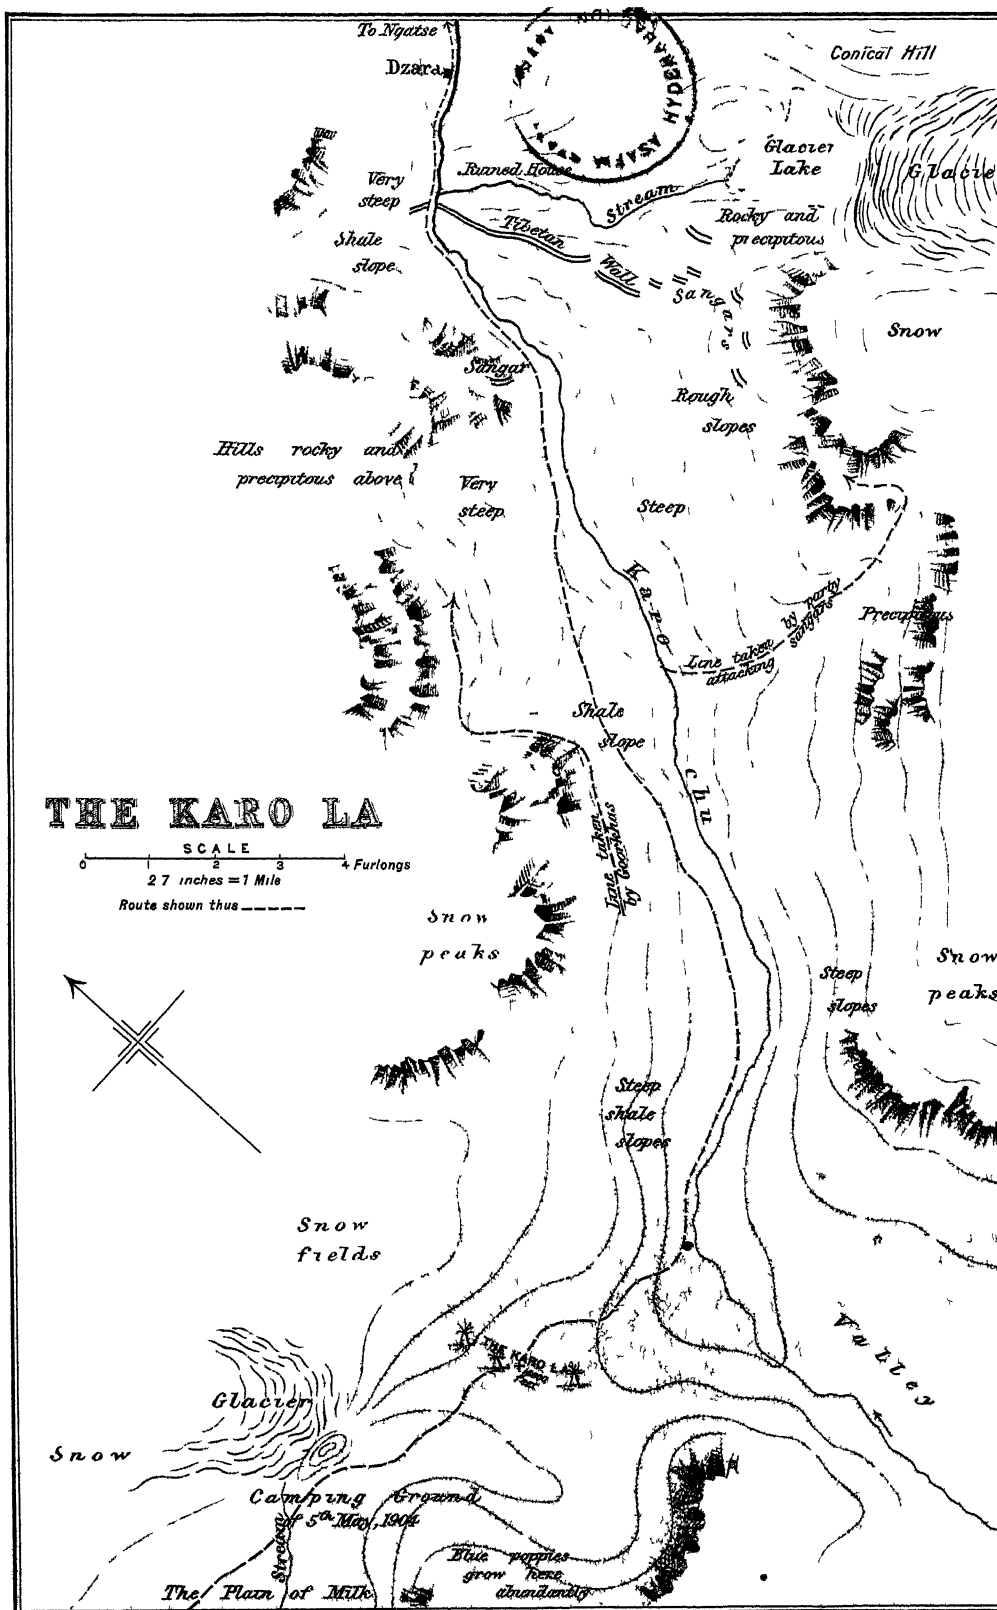 To Ngatse
Dzara
Conical Hill
ASAFIA
HYDERABAD
Glacier
Lake
Glacie
Very
steep
Ruined House
Stream
Rocky and
precipitous
Tibetan
Wall
Shale
slope
Sangars
Snow
Sangar
Rough
slopes
Hills rocky and
precipitous above
Very
steep
Steep
Karo
chu
Line taken by party
attacking sangars
Precipitous
Shale
slope
THE KARO LA
SCALE
0 1 2 3 4 Furlongs
2 7 inches = 1 Mile
Route shown thus
Line taken
by Goorkhas
Snow
peaks
Steep
slopes
Snow
peaks
Steep
shale
slopes
Snow
fields
THE KARO LA
Valley
Glacier
Snow
Camping Ground
of 5th May, 1904
Stream
Blue poppies
grow here
abundantly
The Plain of Milk